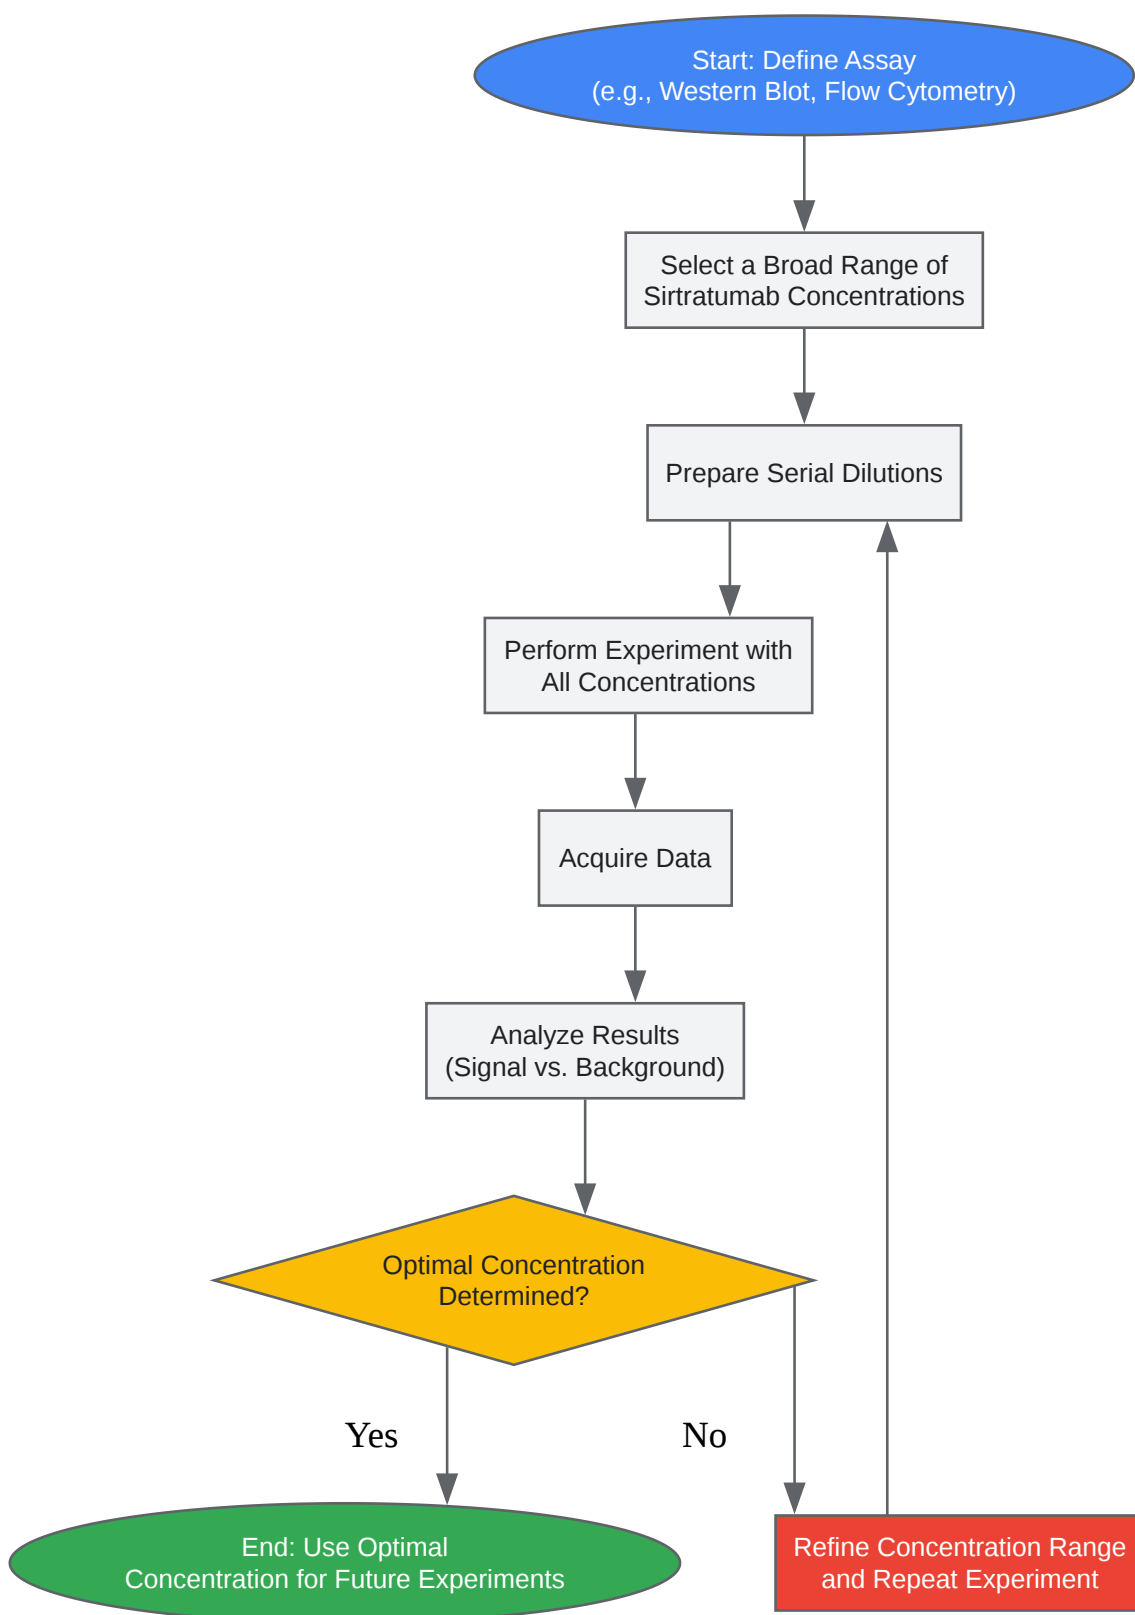 Start: Define Assay
(e.g., Western Blot, Flow Cytometry)
Select a Broad Range of
Sirtratumab Concentrations
Prepare Serial Dilutions
Perform Experiment with
All Concentrations
Acquire Data
Analyze Results
(Signal vs. Background)
Optimal Concentration
Determined?
Yes
No
End: Use Optimal
Concentration for Future Experiments
Refine Concentration Range
and Repeat Experiment